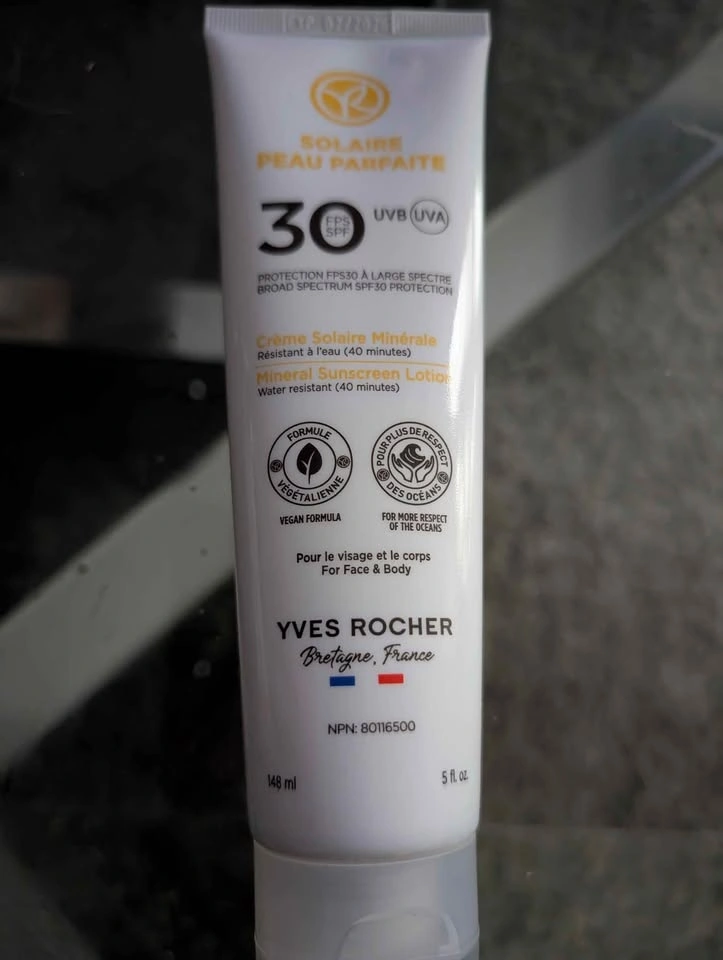 SOLAIRE
PEAU PARFAITE
30 FPS SPF UVB UVA
PROTECTION FPS30 À LARGE SPECTRE
BROAD SPECTRUM SPF30 PROTECTION
Crème Solaire Minérale
Résistant à l'eau (40 minutes)
Mineral Sunscreen Lotion
Water resistant (40 minutes)
FORMULE VÉGÉTALIENNE
POUR PLUS DE RESPECT DES OCÉANS
VEGAN FORMULA
FOR MORE RESPECT
OF THE OCEANS
Pour le visage et le corps
For Face & Body
YVES ROCHER
Bretagne, France
NPN: 80116500
148 ml
5 fl. oz.